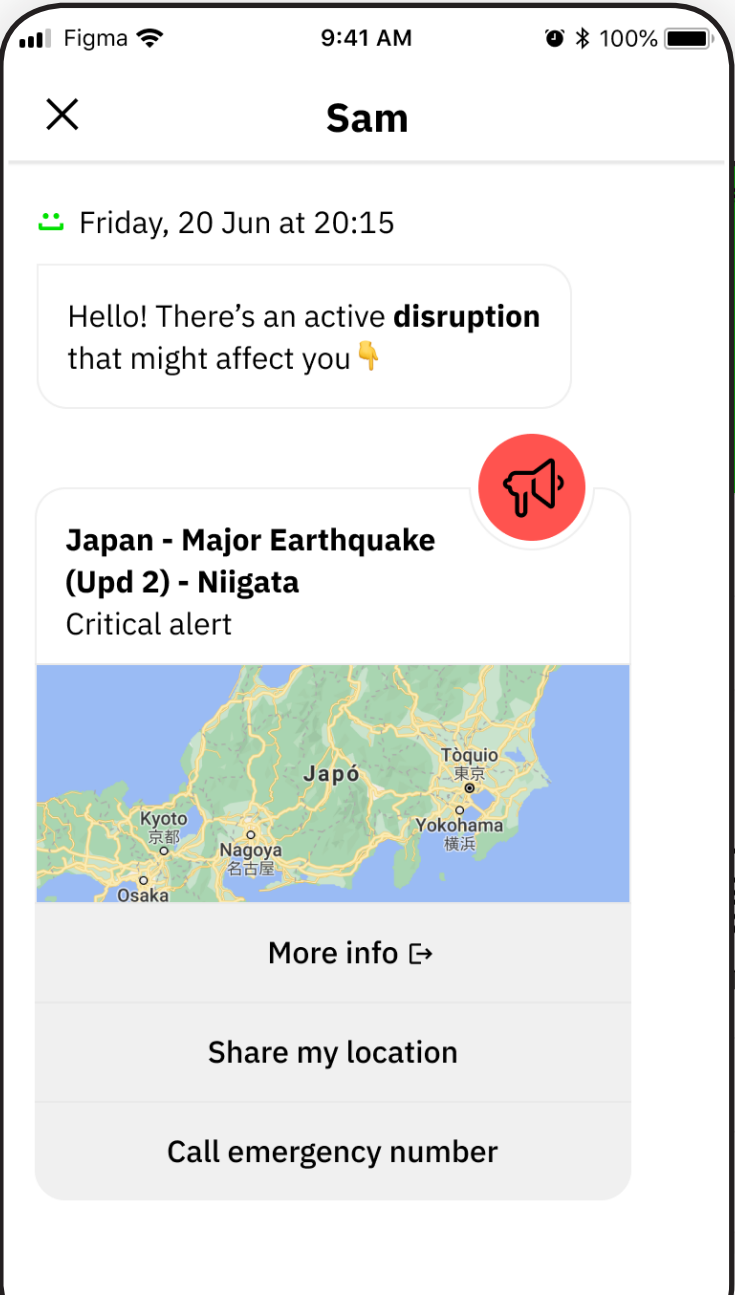 Figma 9:41 AM 100%
Sam
Friday, 20 Jun at 20:15
Hello! There’s an active disruption
that might affect you👇
Japan - Major Earthquake
(Upd 2) - Niigata
Critical alert
Tòquio
東京
Japó
Kyoto
京都
Yokohama
横浜
Nagoya
名古屋
Osaka
More info
Share my location
Call emergency number